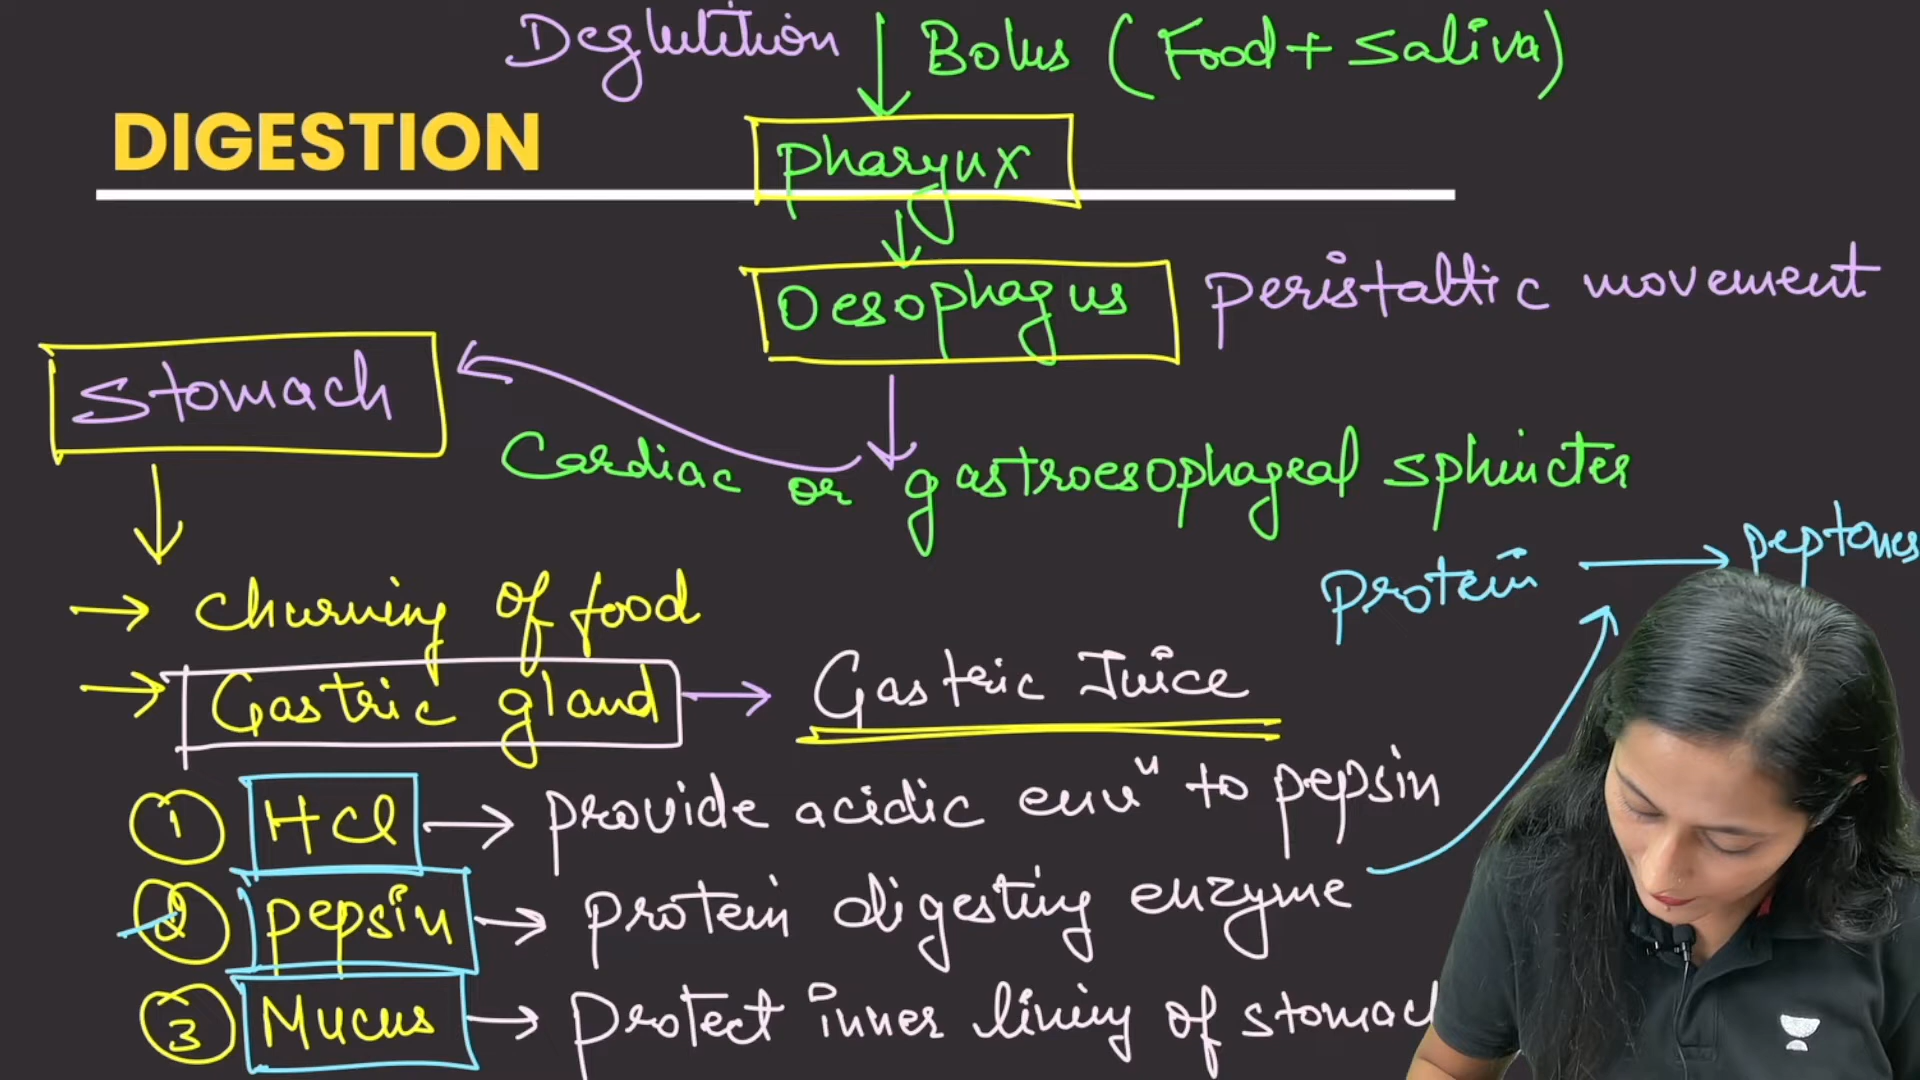 Deglutition Bolus (Food + Saliva)
DIGESTION
pharynx
Oesophagus peristaltic movement
Stomach
Cardiac or gastroesophageal sphincter
protein → peptones
→ churning of food
→ Gastric gland → Gastric Juice
1 HCl → provide acidic envn to pepsin
2 pepsin → protein digesting enzyme
3 Mucus → protect inner lining of stomach